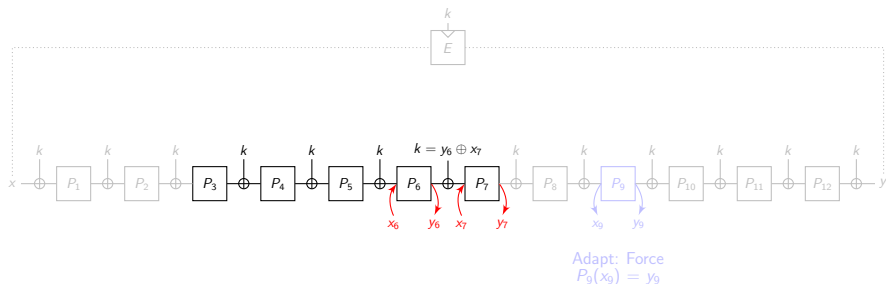 k
E
k k k k k k k = y6 ⊕ x7 k k k k k k
x P1 P2 P3 P4 P5 P6 P7 P8 P9 P10 P11 P12 y
x6 y6 x7 y7 x9 y9
Adapt: Force
P9(x9) = y9